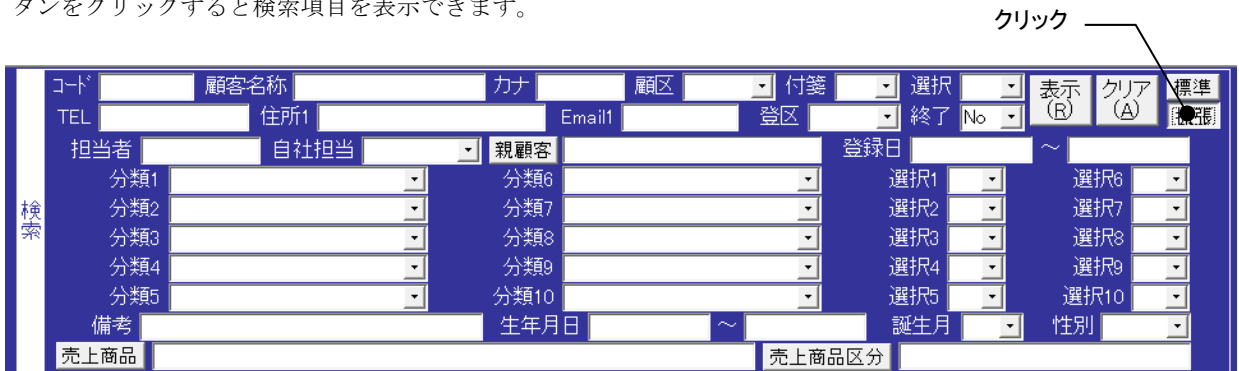 タンをクリックすると検索項目を表示できます。
クリック
コード 顧客名称 カナ 顧区 付箋 選択 表示(R) クリア(A) 標準
TEL 住所1 Email1 登区 終了 No 拡張
担当者 自社担当 親顧客 登録日 ～
分類1 分類6 選択1 選択6
検索 分類2 分類7 選択2 選択7
分類3 分類8 選択3 選択8
分類4 分類9 選択4 選択9
分類5 分類10 選択5 選択10
備考 生年月日 ～ 誕生月 性別
売上商品 売上商品区分